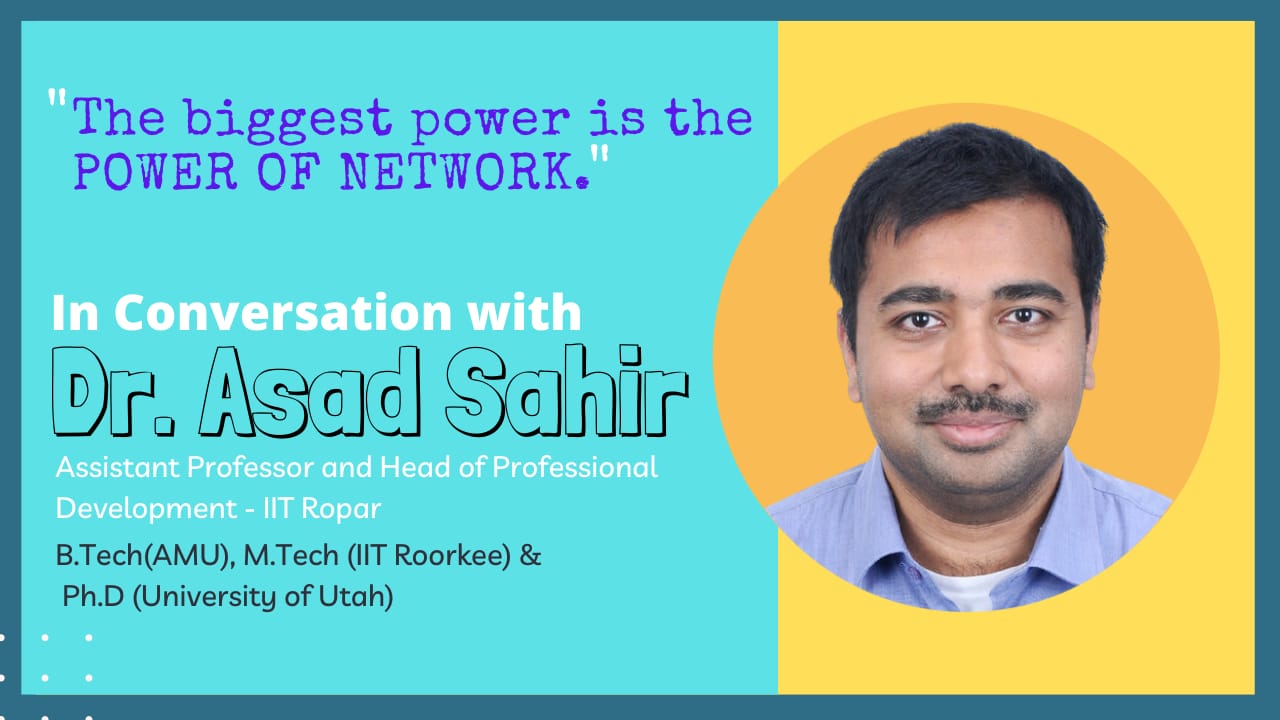 "The biggest power is the
POWER OF NETWORK."
In Conversation with
Dr. Asad Sahir
Assistant Professor and Head of Professional
Development - IIT Ropar
B.Tech(AMU), M.Tech (IIT Roorkee) &
Ph.D (University of Utah)